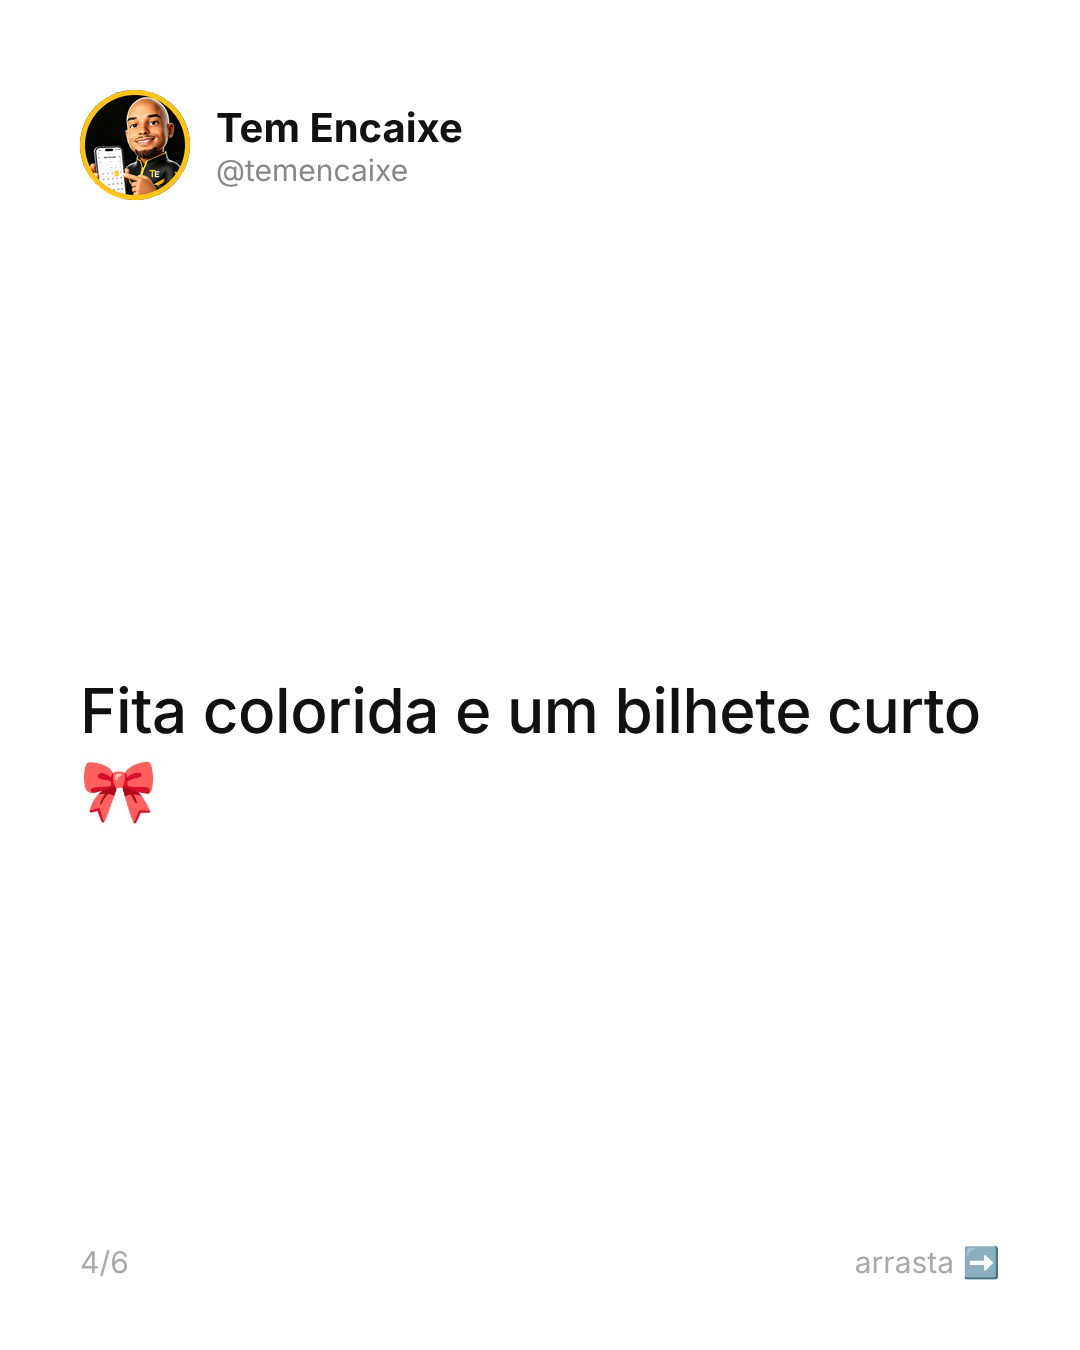 Tem Encaixe
@temencaixe
Fita colorida e um bilhete curto
🎀
4/6
arrasta ➡️